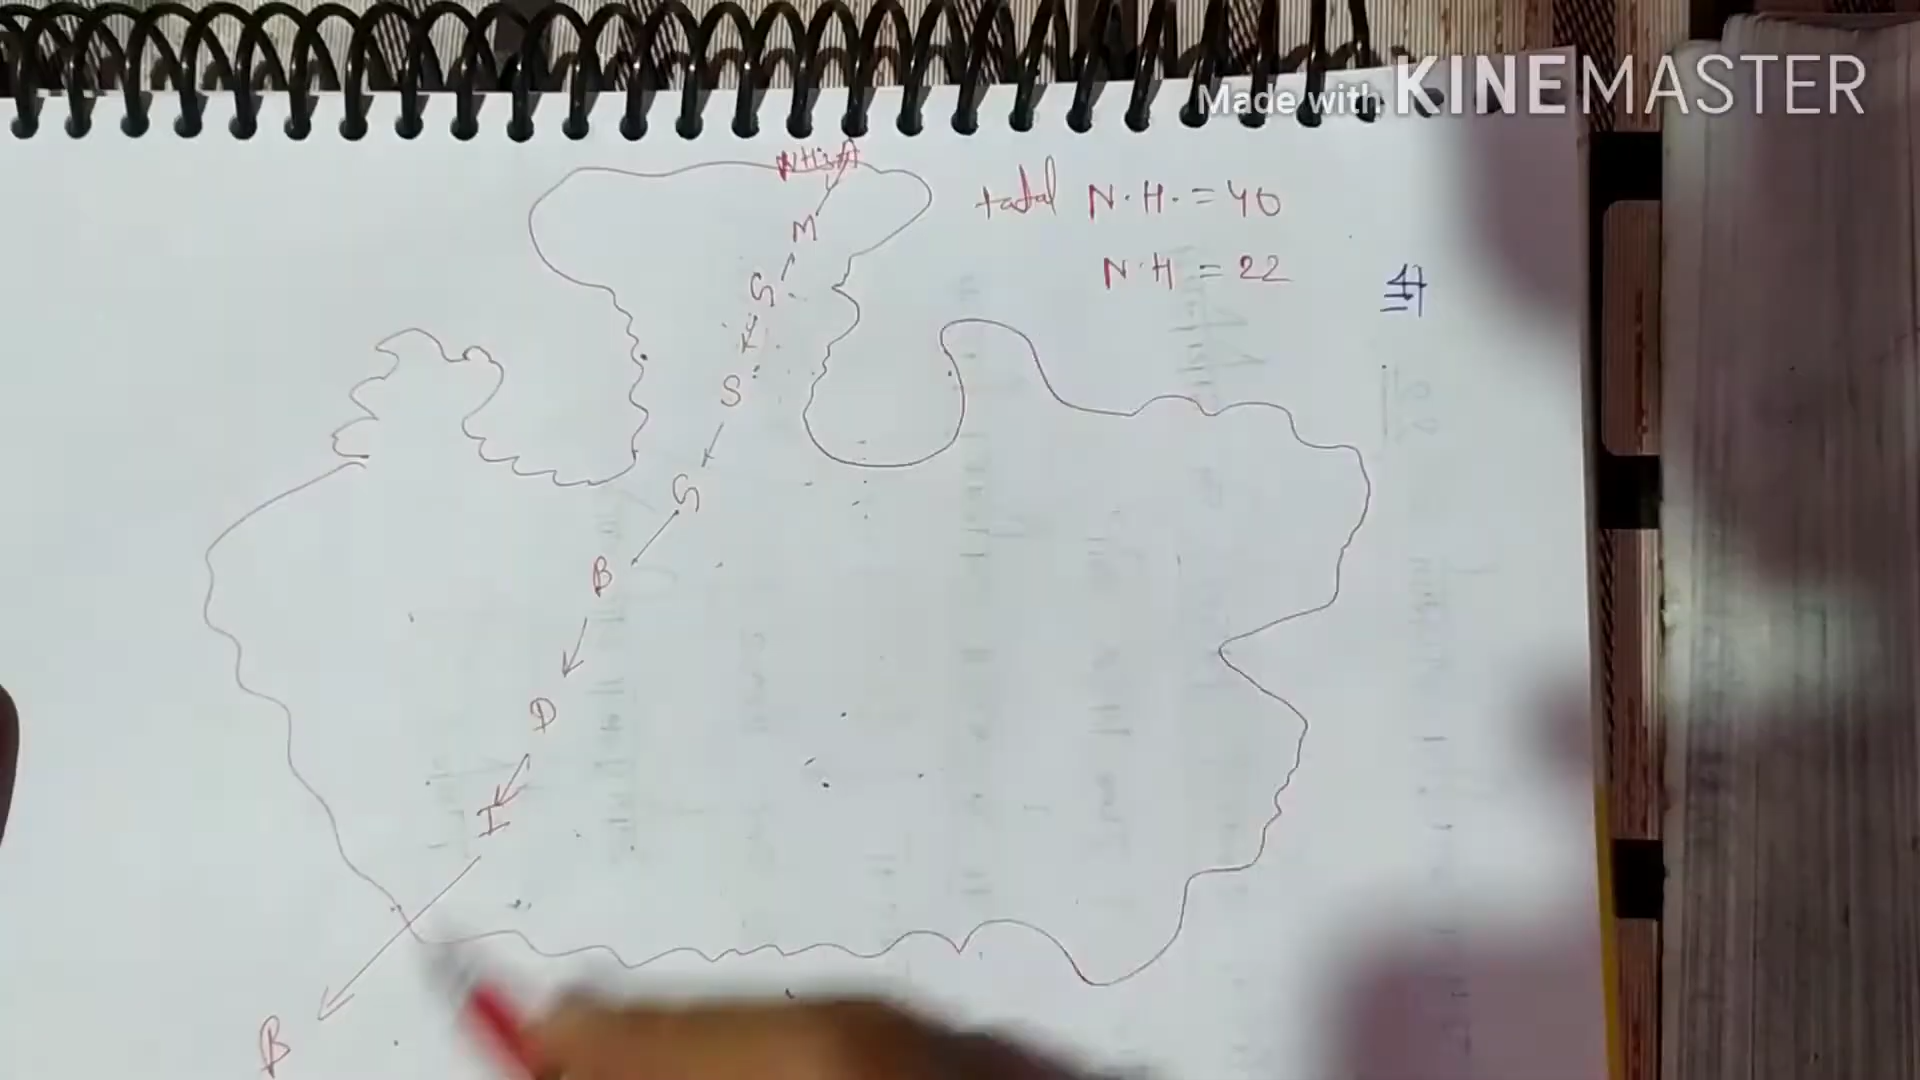 Made with KINEMASTER
total N.H. = 40
N.H = 22
M
G
S
G
B
D
I
B